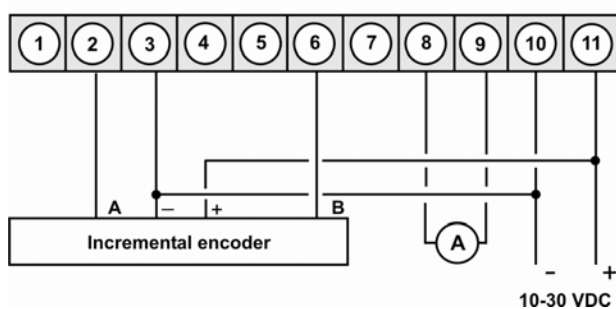 1 2 3 4 5 6 7 8 9 10 11
A − + B
Incremental encoder
A
- +
10-30 VDC